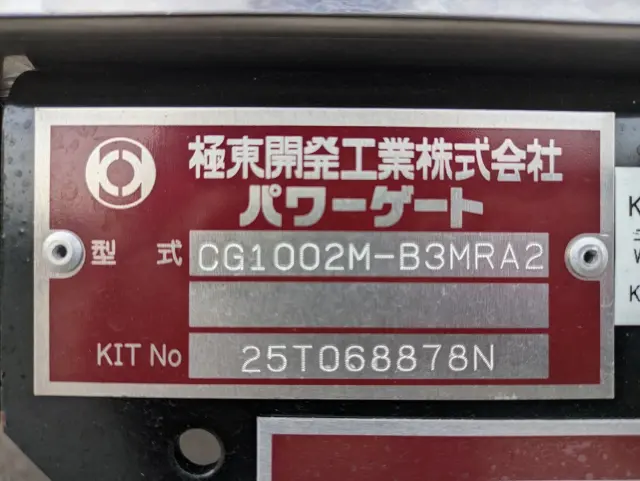 極東開発工業株式会社
パワーゲート
型 式 CG1002M-B3MRA2
KIT No 25T068878N